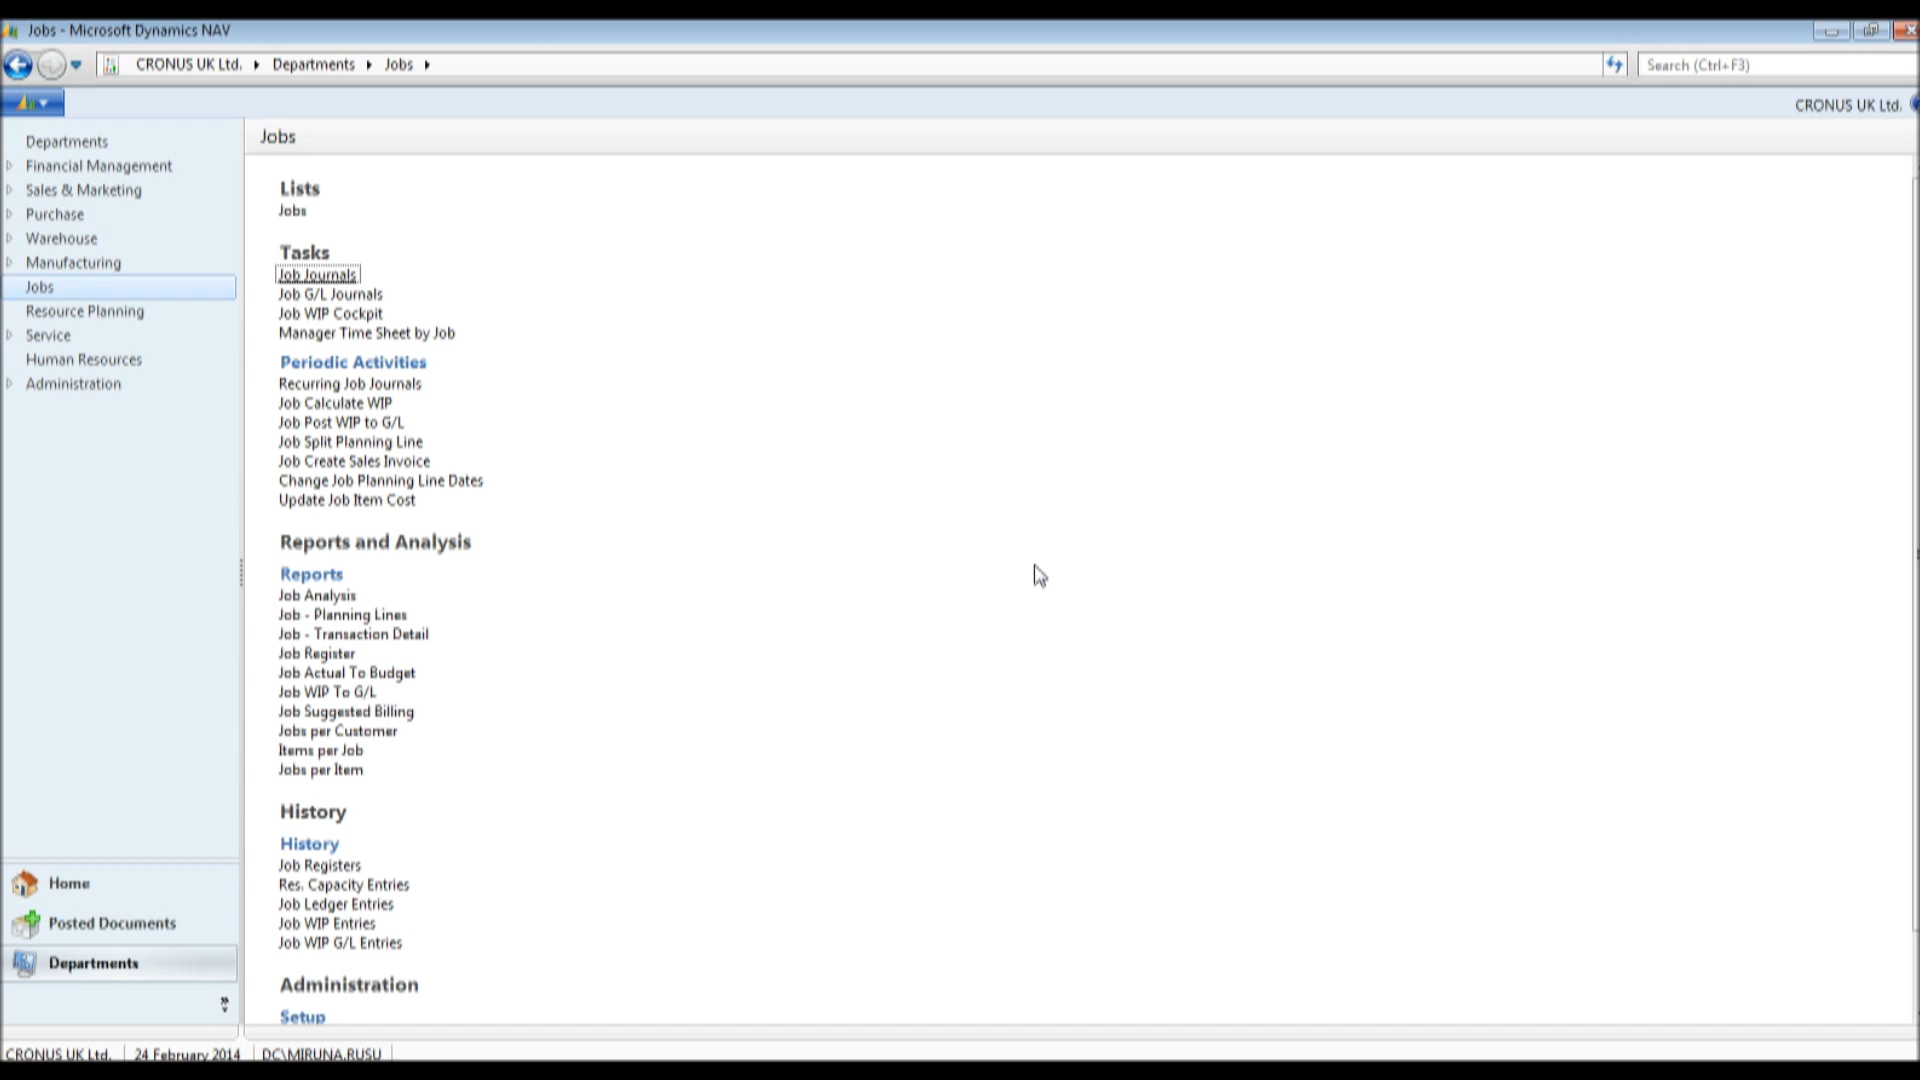 Jobs - Microsoft Dynamics NAV
CRONUS UK Ltd. Departments Jobs
Search (Ctrl+F3)
CRONUS UK Ltd.
Departments
Financial Management
Sales & Marketing
Purchase
Warehouse
Manufacturing
Jobs
Resource Planning
Service
Human Resources
Administration
Home
Posted Documents
Departments
Jobs
Lists
Jobs
Tasks
Job Journals
Job G/L Journals
Job WIP Cockpit
Manager Time Sheet by Job
Periodic Activities
Recurring Job Journals
Job Calculate WIP
Job Post WIP to G/L
Job Split Planning Line
Job Create Sales Invoice
Change Job Planning Line Dates
Update Job Item Cost
Reports and Analysis
Reports
Job Analysis
Job - Planning Lines
Job - Transaction Detail
Job Register
Job Actual To Budget
Job WIP To G/L
Job Suggested Billing
Jobs per Customer
Items per Job
Jobs per Item
History
History
Job Registers
Res. Capacity Entries
Job Ledger Entries
Job WIP Entries
Job WIP G/L Entries
Administration
Setup
CRONUS UK Ltd. 24 February 2014 DC\MIRUNA.RUSU